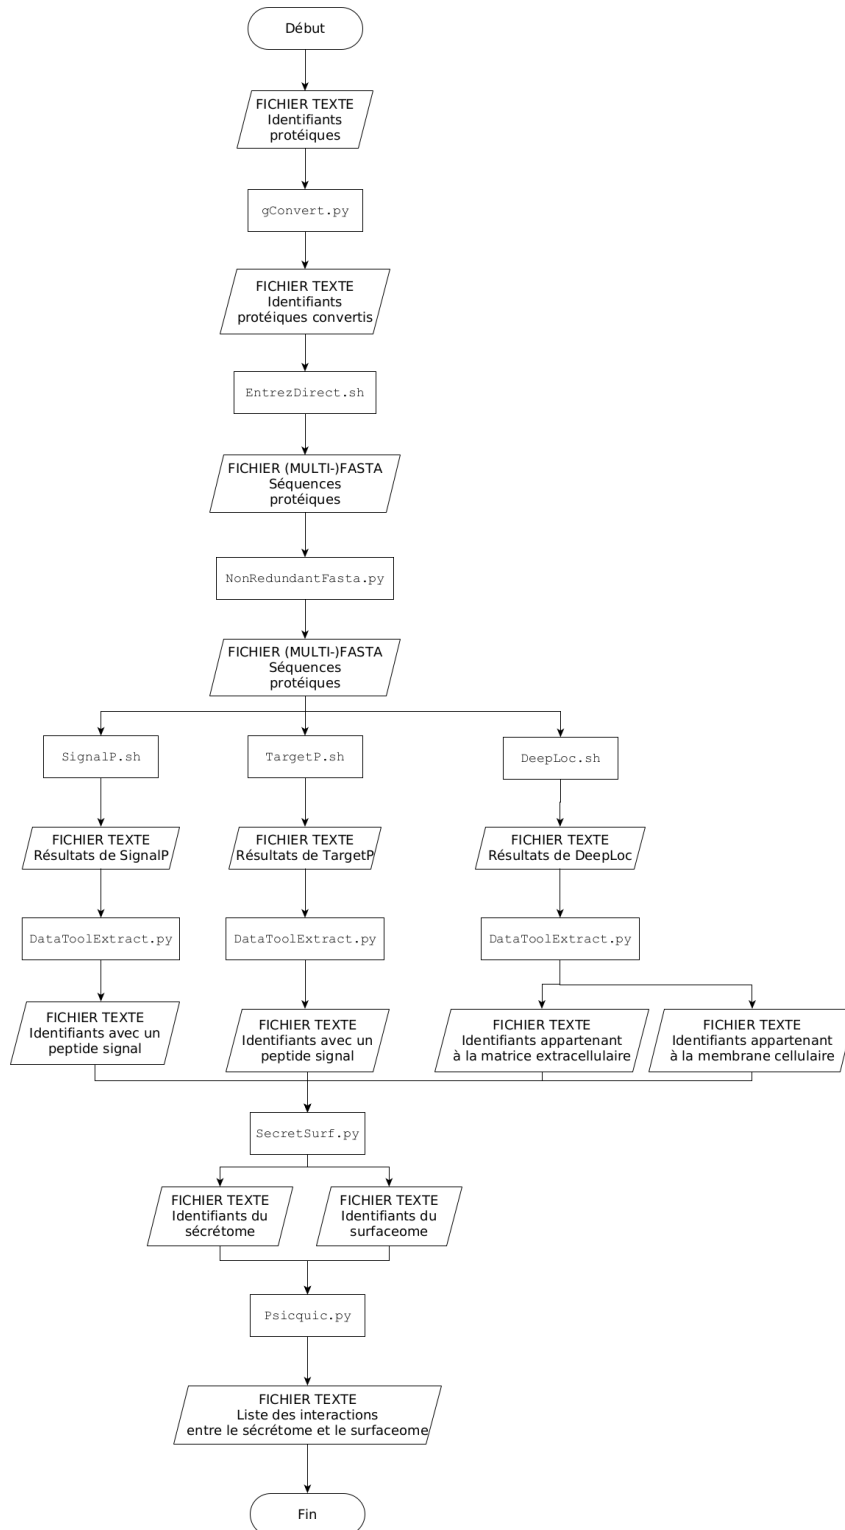 Début
FICHIER TEXTE
Identifiants
protéiques
gConvert.py
FICHIER TEXTE
Identifiants
protéiques convertis
EntrezDirect.sh
FICHIER (MULTI-)FASTA
Séquences
protéiques
NonRedundantFasta.py
FICHIER (MULTI-)FASTA
Séquences
protéiques
SignalP.sh
TargetP.sh
DeepLoc.sh
FICHIER TEXTE
Résultats de SignalP
FICHIER TEXTE
Résultats de TargetP
FICHIER TEXTE
Résultats de DeepLoc
DataToolExtract.py
DataToolExtract.py
DataToolExtract.py
FICHIER TEXTE
Identifiants avec un
peptide signal
FICHIER TEXTE
Identifiants avec un
peptide signal
FICHIER TEXTE
Identifiants appartenant
à la matrice extracellulaire
FICHIER TEXTE
Identifiants appartenant
à la membrane cellulaire
SecretSurf.py
FICHIER TEXTE
Identifiants du
sécrétome
FICHIER TEXTE
Identifiants du
surfaceome
Psicquic.py
FICHIER TEXTE
Liste des interactions
entre le sécrétome et le surfaceome
Fin